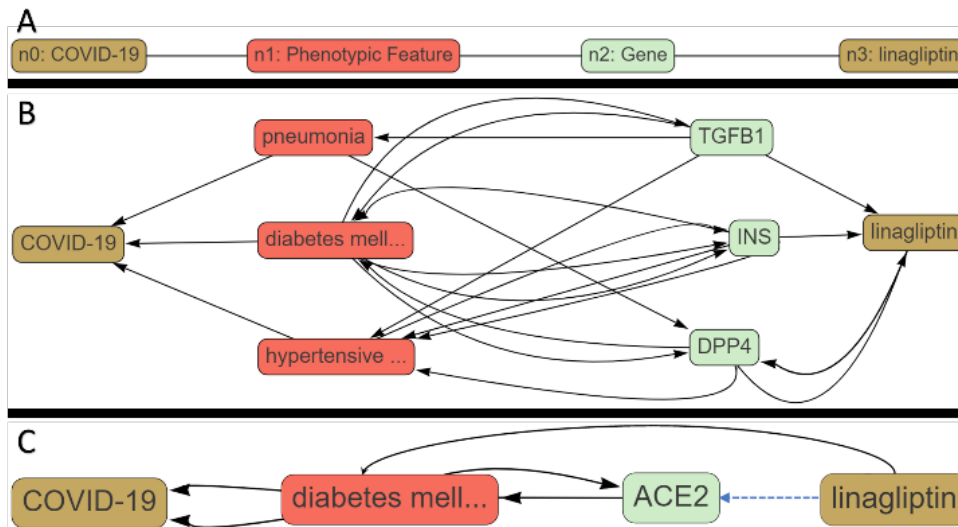 A
n0: COVID-19 n1: Phenotypic Feature n2: Gene n3: linagliptin
B
pneumonia TGFB1
COVID-19 diabetes mell... INS linagliptin
hypertensive ... DPP4
C
COVID-19 diabetes mell... ACE2 linagliptin